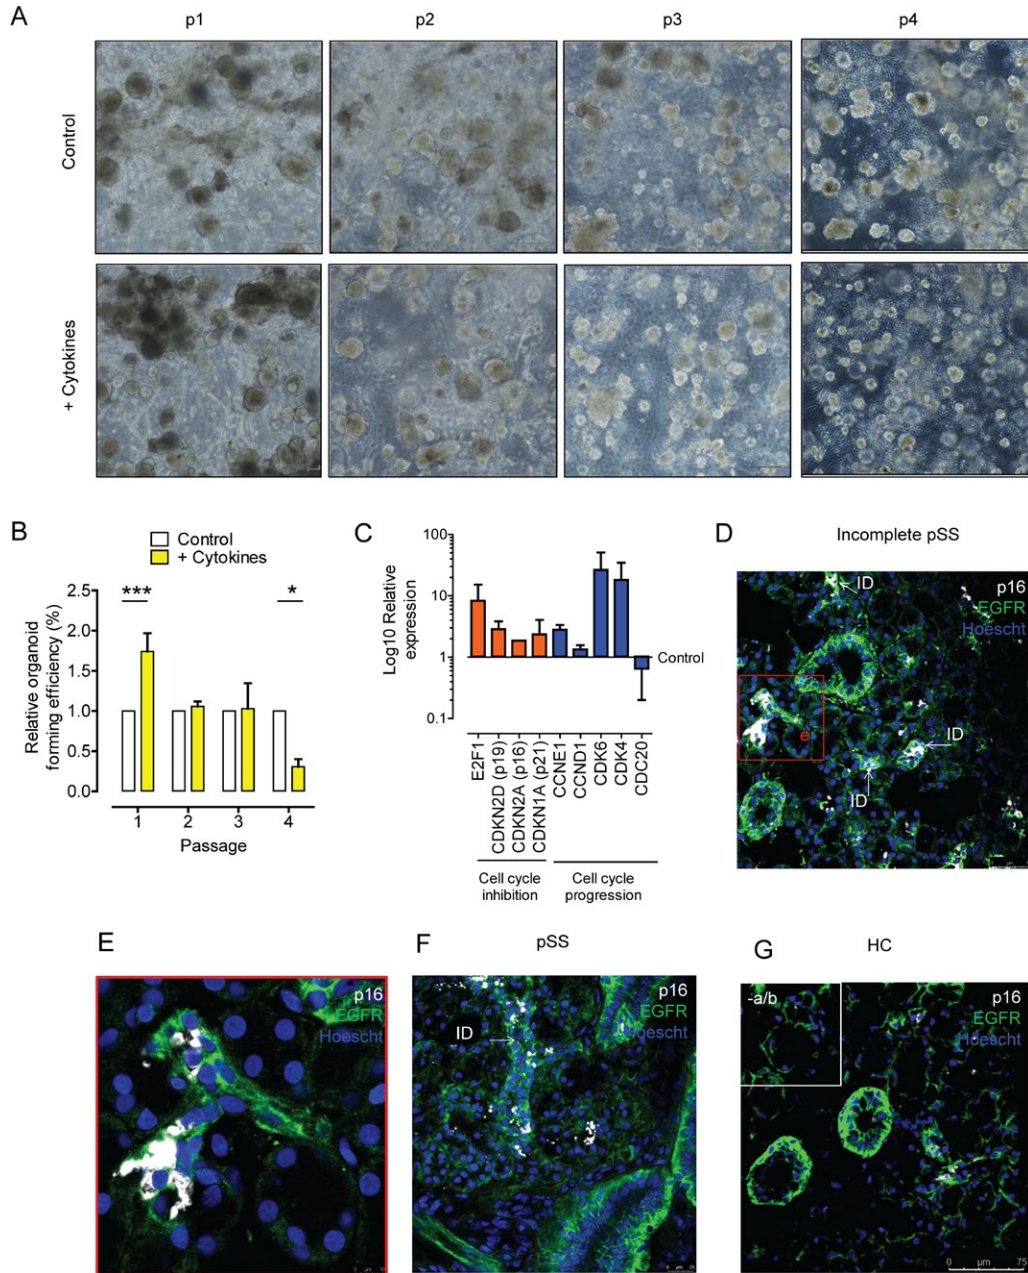 A
p1
p2
p3
p4
Control
+ Cytokines
B
Control
+ Cytokines
Relative organoid
forming efficiency (%)
2.5
2.0
1.5
1.0
0.5
0.0
***
*
1
2
3
4
Passage
C
Log10 Relative
expression
100
10
1
0.1
Control
E2F1
CDKN2D (p19)
CDKN2A (p16)
CDKN1A (p21)
CCNE1
CCND1
CDK6
CDK4
CDC20
Cell cycle
inhibition
Cell cycle
progression
D
Incomplete pSS
p16
EGFR
Hoescht
ID
e
ID
ID
E
p16
EGFR
Hoescht
F
pSS
p16
EGFR
Hoescht
ID
G
HC
-a/b
p16
EGFR
Hoescht
0
µm
75